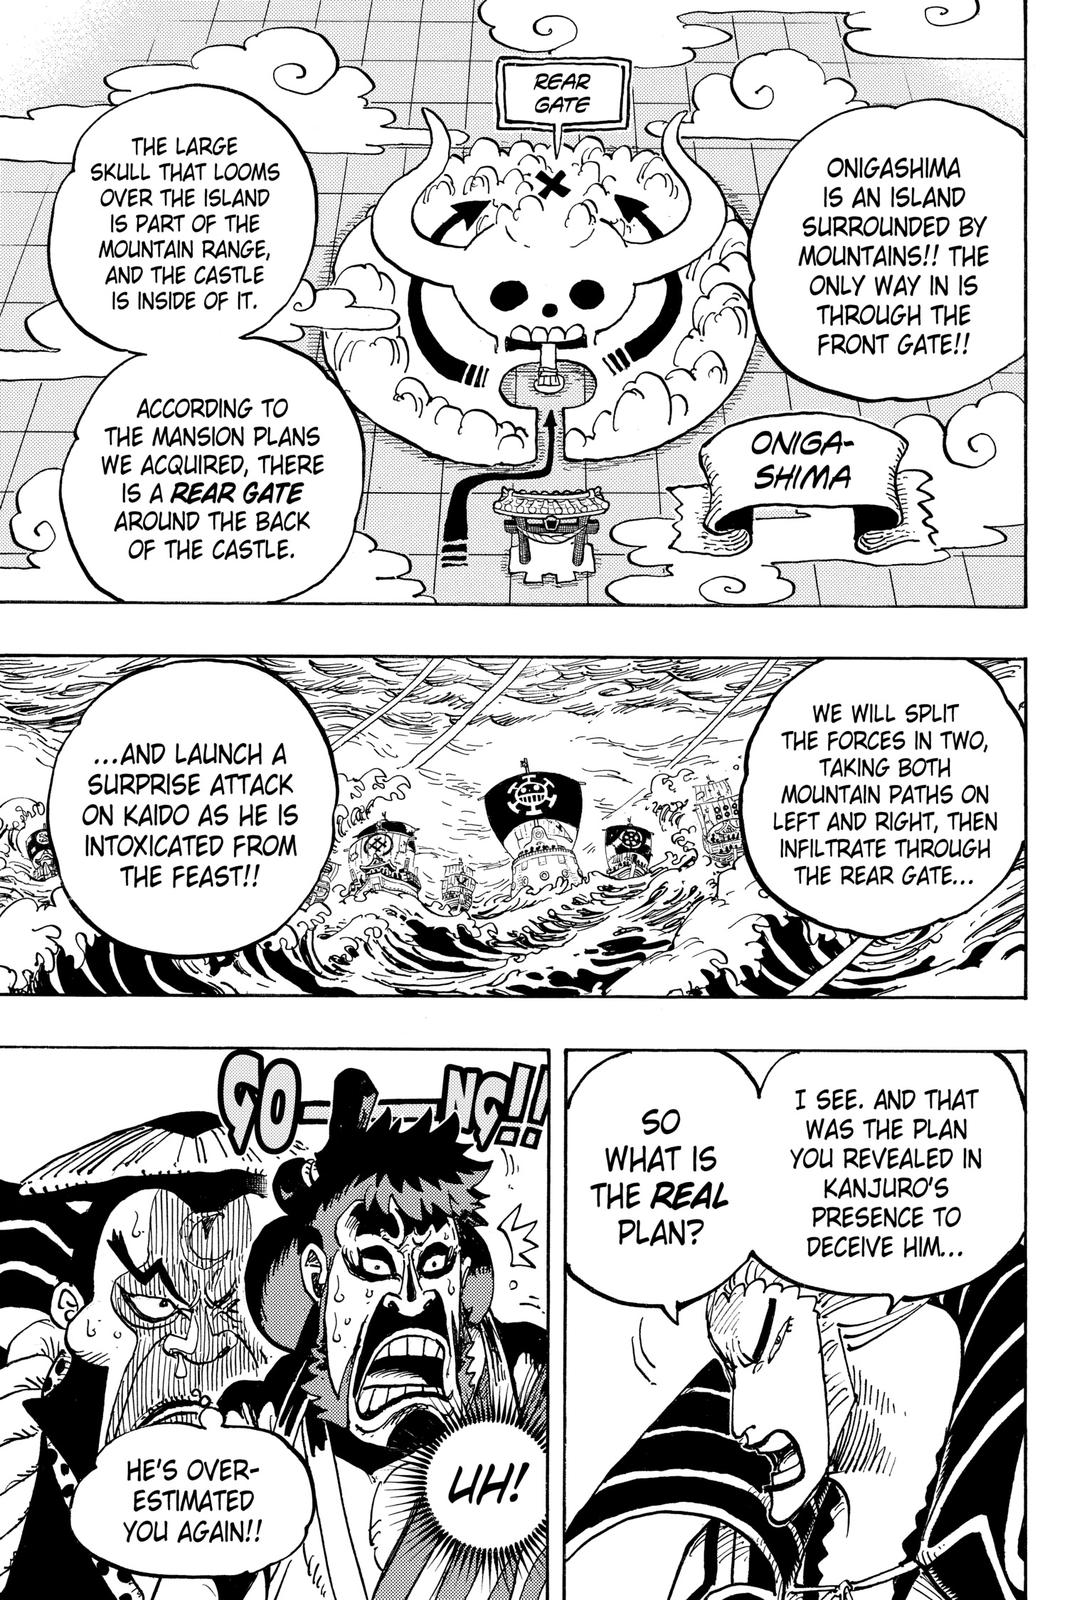 REAR
GATE
ONIGASHIMA
IS AN ISLAND
SURROUNDED BY
MOUNTAINS!! THE
ONLY WAY IN IS
THROUGH THE
FRONT GATE!!
THE LARGE
SKULL THAT LOOMS
OVER THE ISLAND
IS PART OF THE
MOUNTAIN RANGE,
AND THE CASTLE
IS INSIDE OF IT.
ACCORDING TO
THE MANSION PLANS
WE ACQUIRED, THERE
IS A REAR GATE
AROUND THE BACK
OF THE CASTLE.
ONIGA-
SHIMA
WE WILL SPLIT
THE FORCES IN TWO,
TAKING BOTH
MOUNTAIN PATHS ON
LEFT AND RIGHT, THEN
INFILTRATE THROUGH
THE REAR GATE...
...AND LAUNCH A
SURPRISE ATTACK
ON KAIDO AS HE IS
INTOXICATED FROM
THE FEAST!!
I SEE. AND THAT
WAS THE PLAN
YOU REVEALED IN
KANJURO'S
PRESENCE TO
DECEIVE HIM...
SO
WHAT IS
THE REAL
PLAN?
GO——NG!!
UH!
HE'S OVER-
ESTIMATED
YOU AGAIN!!